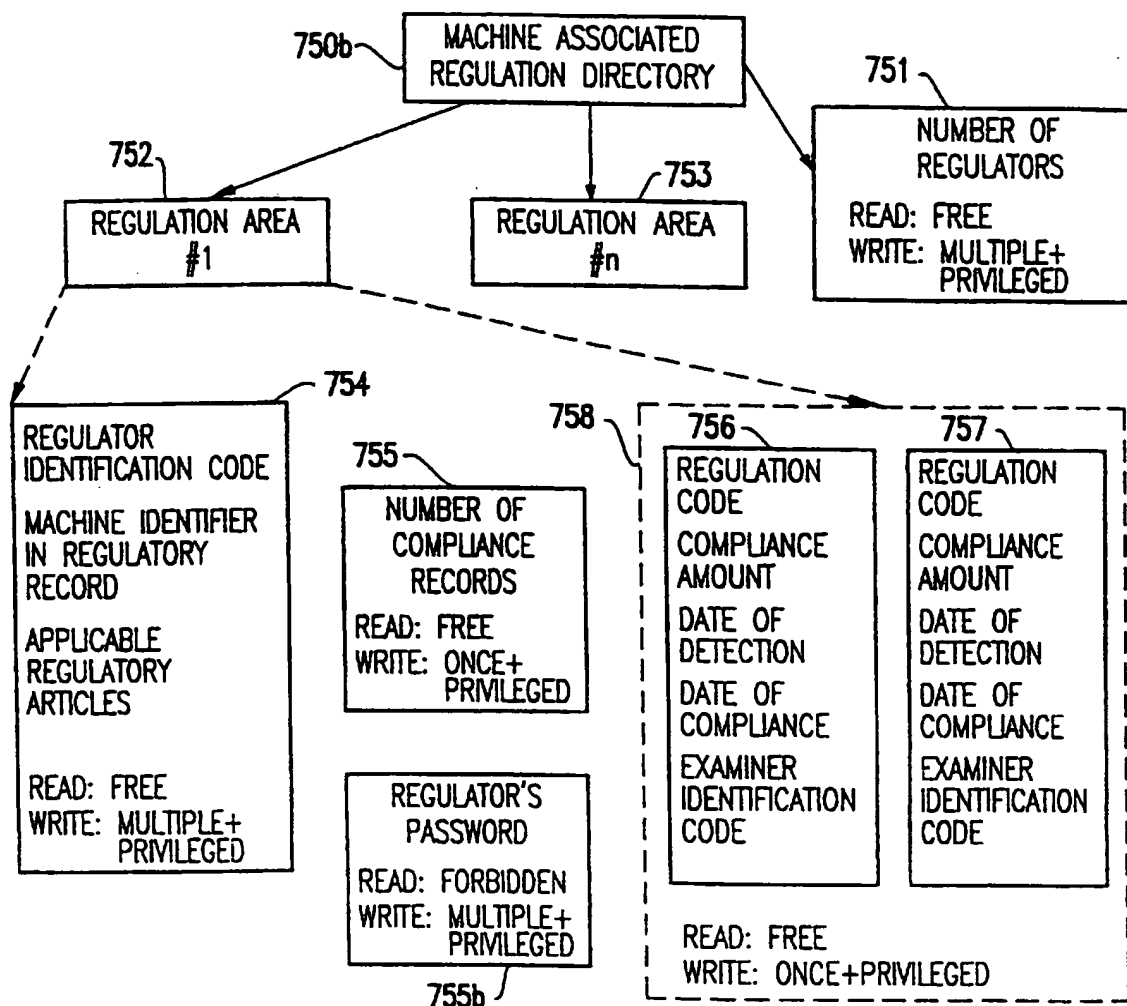 750b
MACHINE ASSOCIATED
REGULATION DIRECTORY
751
NUMBER OF
REGULATORS
READ: FREE
WRITE: MULTIPLE+
PRIVILEGED
752
REGULATION AREA
#1
753
REGULATION AREA
#n
754
REGULATOR
IDENTIFICATION CODE
MACHINE IDENTIFIER
IN REGULATORY
RECORD
APPLICABLE
REGULATORY
ARTICLES
READ: FREE
WRITE: MULTIPLE+
PRIVILEGED
755
NUMBER OF
COMPLIANCE
RECORDS
READ: FREE
WRITE: ONCE+
PRIVILEGED
REGULATOR'S
PASSWORD
READ: FORBIDDEN
WRITE: MULTIPLE+
PRIVILEGED
755b
758
756
REGULATION
CODE
COMPLIANCE
AMOUNT
DATE OF
DETECTION
DATE OF
COMPLIANCE
EXAMINER
IDENTIFICATION
CODE
757
REGULATION
CODE
COMPLIANCE
AMOUNT
DATE OF
DETECTION
DATE OF
COMPLIANCE
EXAMINER
IDENTIFICATION
CODE
READ: FREE
WRITE: ONCE+PRIVILEGED